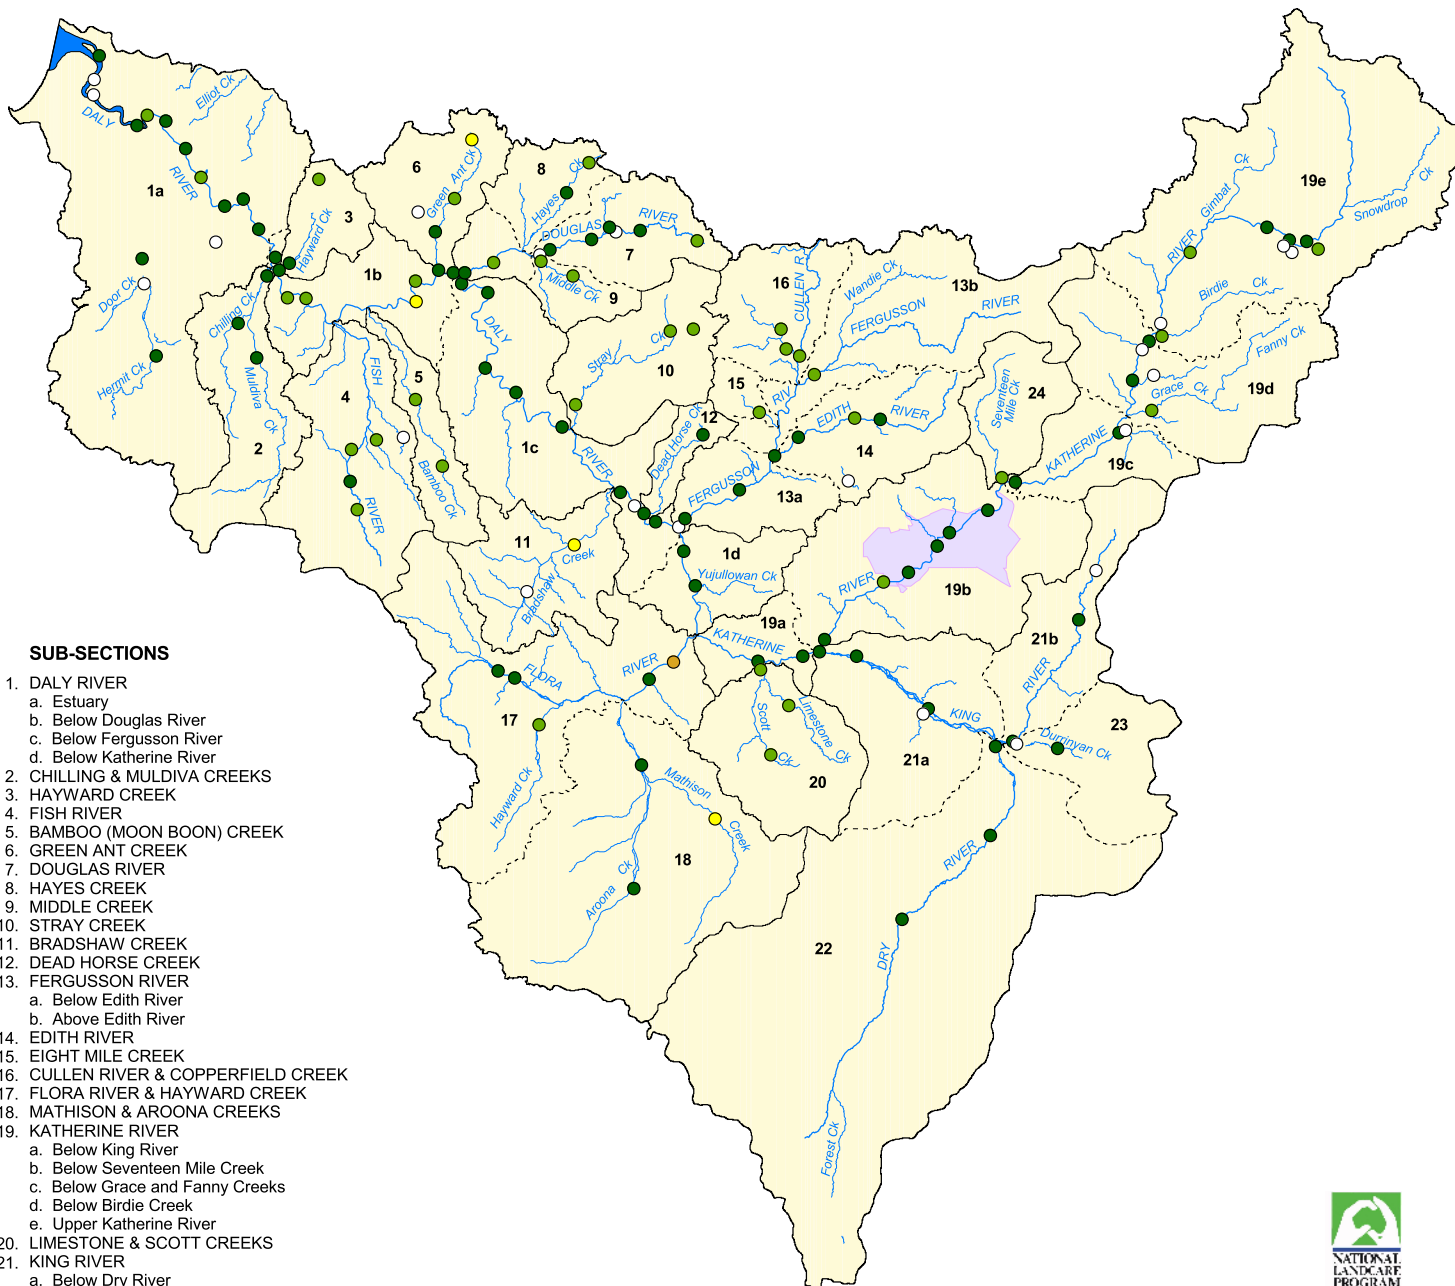 Elliot Ck
DALY
RIVER
1a
Door Ck
Hermit Ck
3
Hayward Ck
Chilling Ck
Muldiva
Ck
2
1b
6
Green Ant Ck
8
Hayes
Ck
DOUGLAS
RIVER
7
Middle Ck
9
DALY
FISH
4
5
RIVER
Bamboo Ck
1c
Stray
Ck
10
RIVER
12
Dead Horse Ck
11
Creek
Bradshaw
16
CULLEN R.
Wandie Ck
13b
FERGUSSON
RIVER
15
RIV
EDITH
RIVER
14
FERGUSSON
13a
24
Seventeen
Mile Ck
19e
Ck
Gimbat
RIVER
Snowdrop
Ck
Birdie
Ck
Fanny Ck
Grace
Ck
19d
KATHERINE
19c
1d
Yujullowan Ck
RIVER
19b
19a
KATHERINE
21b
RIVER
FLORA
RIVER
17
Hayward Ck
Scott
Ck
Limestone
Ck
20
KING
21a
Durrinyan Ck
23
Mathison
Creek
18
Aroona
Ck
RIVER
22
DRY
Forest Ck
SUB-SECTIONS
1. DALY RIVER
a. Estuary
b. Below Douglas River
c. Below Fergusson River
d. Below Katherine River
2. CHILLING & MULDIVA CREEKS
3. HAYWARD CREEK
4. FISH RIVER
5. BAMBOO (MOON BOON) CREEK
6. GREEN ANT CREEK
7. DOUGLAS RIVER
8. HAYES CREEK
9. MIDDLE CREEK
10. STRAY CREEK
11. BRADSHAW CREEK
12. DEAD HORSE CREEK
13. FERGUSSON RIVER
a. Below Edith River
b. Above Edith River
14. EDITH RIVER
15. EIGHT MILE CREEK
16. CULLEN RIVER & COPPERFIELD CREEK
17. FLORA RIVER & HAYWARD CREEK
18. MATHISON & AROONA CREEKS
19. KATHERINE RIVER
a. Below King River
b. Below Seventeen Mile Creek
c. Below Grace and Fanny Creeks
d. Below Birdie Creek
e. Upper Katherine River
20. LIMESTONE & SCOTT CREEKS
21. KING RIVER
a. Below Dry River
NATIONAL
LANDCARE
PROGRAM